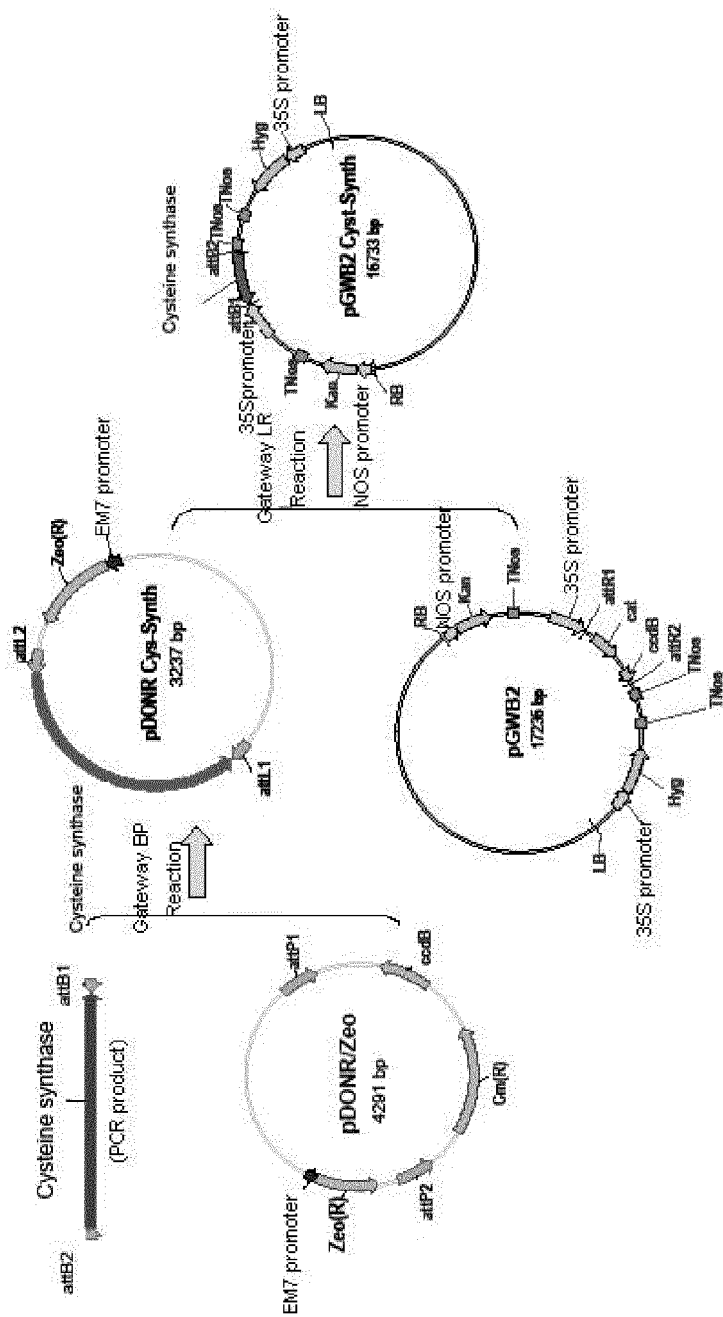 attB2
Cysteine synthase
attB1
(PCR product)
EM7 promoter
Zeo(R)
attP1
pDONR/Zeo
4291 bp
ccdB
attP2
Cm(R)
Cysteine synthase
Gateway BP
Reaction
attL2
Zeo(R)
EM7 promoter
pDONR Cys-Synth
3237 bp
attL1
RB
NOS promoter
Kan
TNos
35S promoter
attR1
cat
ccdB
attR2
TNos
TNos
pGWB2
17236 bp
Hyg
35S promoter
LB
Gateway LR
Reaction
Cysteine synthase
attB1
attB2
TNos
TNos
Hyg
35S promoter
LB
pGWB2 Cyst-Synth
16733 bp
35Spromoter
TNos
Kan
NOS promoter
RB